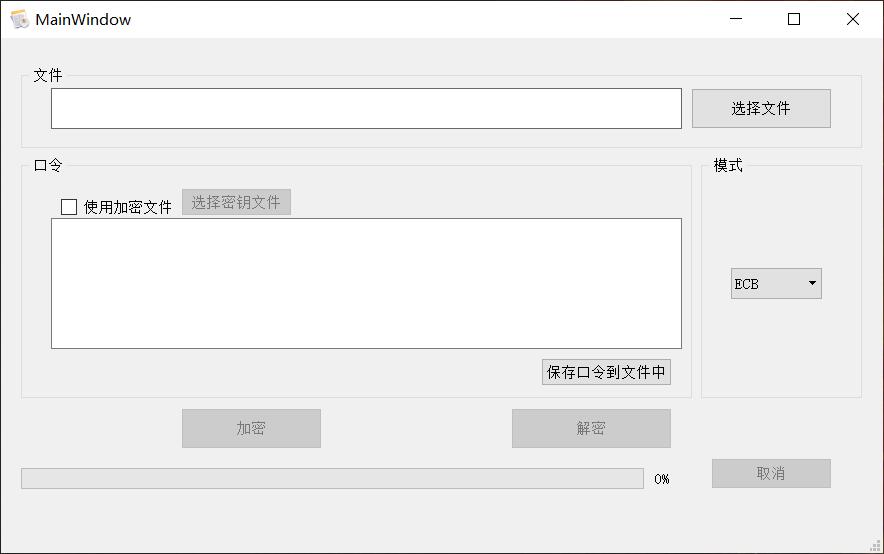 MainWindow
文件
选择文件
口令
模式
使用加密文件 选择密钥文件
ECB
保存口令到文件中
加密 解密
0% 取消